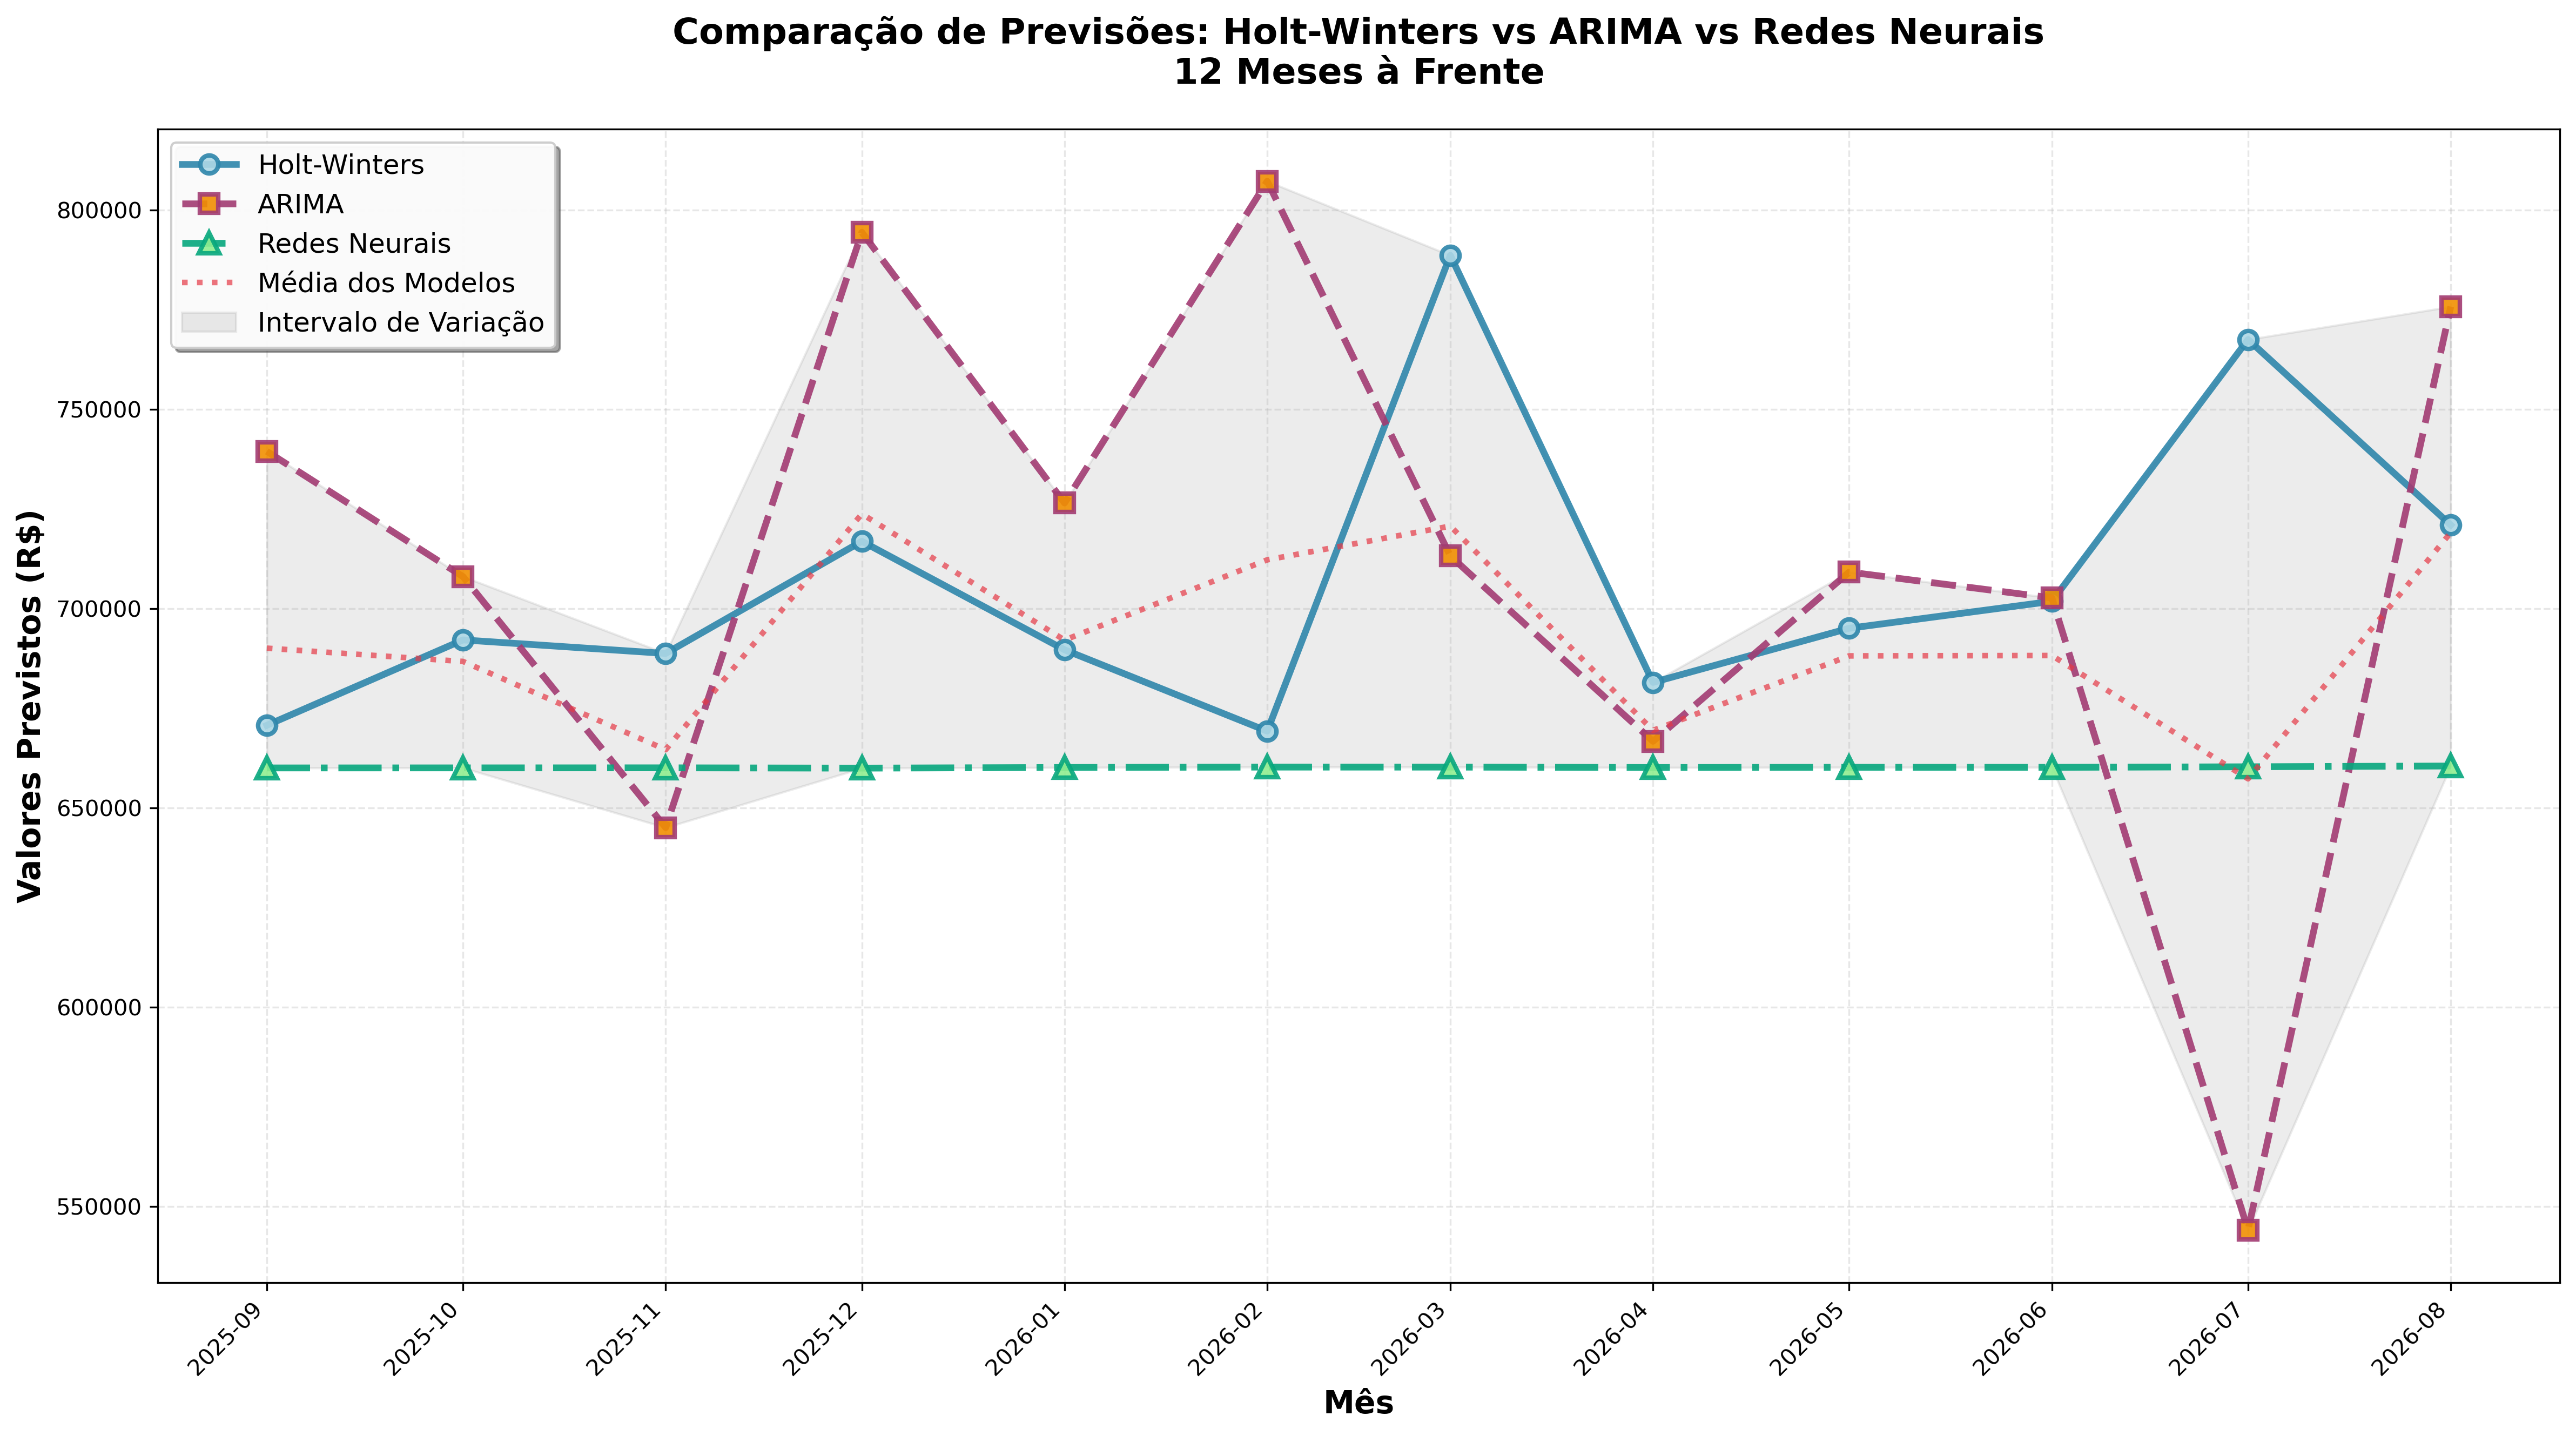 Comparação de Previsões: Holt-Winters vs ARIMA vs Redes Neurais
12 Meses à Frente
Holt-Winters
ARIMA
Redes Neurais
Média dos Modelos
Intervalo de Variação
Valores Previstos (R$)
800000
750000
700000
650000
600000
550000
2025-09
2025-10
2025-11
2025-12
2026-01
2026-02
2026-03
2026-04
2026-05
2026-06
2026-07
2026-08
Mês